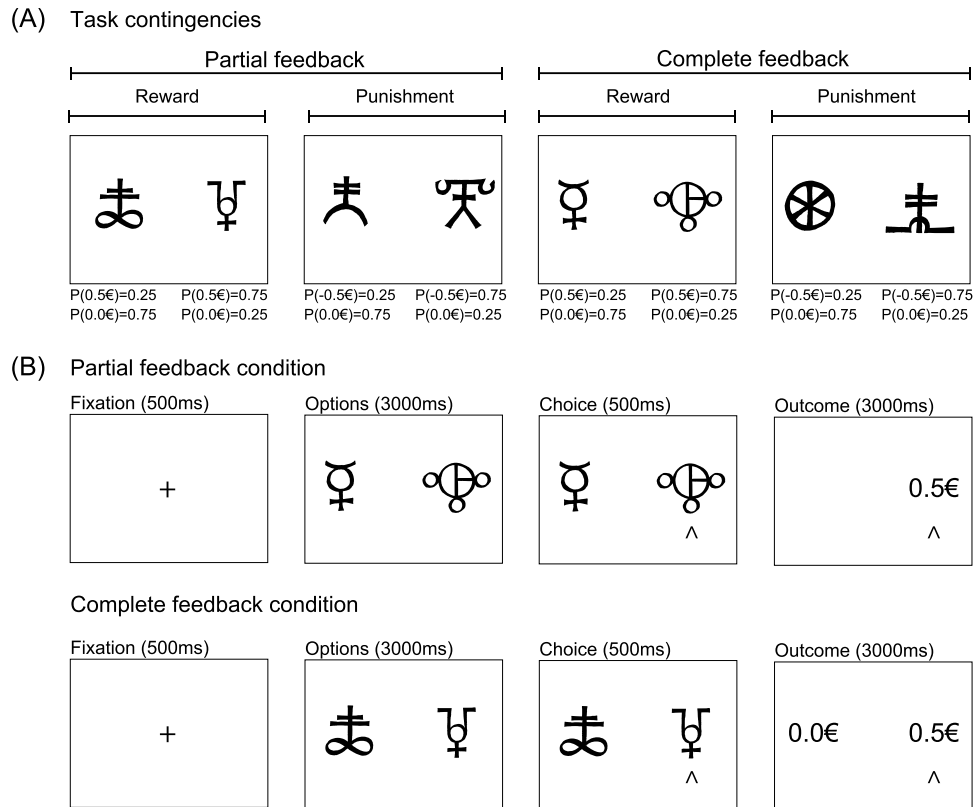 (A) Task contingencies
Partial feedback Complete feedback
Reward Punishment Reward Punishment
P(0.5€)=0.25 P(0.5€)=0.75 P(-0.5€)=0.25 P(-0.5€)=0.75 P(0.5€)=0.25 P(0.5€)=0.75 P(-0.5€)=0.25 P(-0.5€)=0.75
P(0.0€)=0.75 P(0.0€)=0.25 P(0.0€)=0.75 P(0.0€)=0.25 P(0.0€)=0.75 P(0.0€)=0.25 P(0.0€)=0.75 P(0.0€)=0.25
(B) Partial feedback condition
Fixation (500ms) Options (3000ms) Choice (500ms) Outcome (3000ms)
+ 0.5€
^ ^
Complete feedback condition
Fixation (500ms) Options (3000ms) Choice (500ms) Outcome (3000ms)
+ 0.0€ 0.5€
^ ^